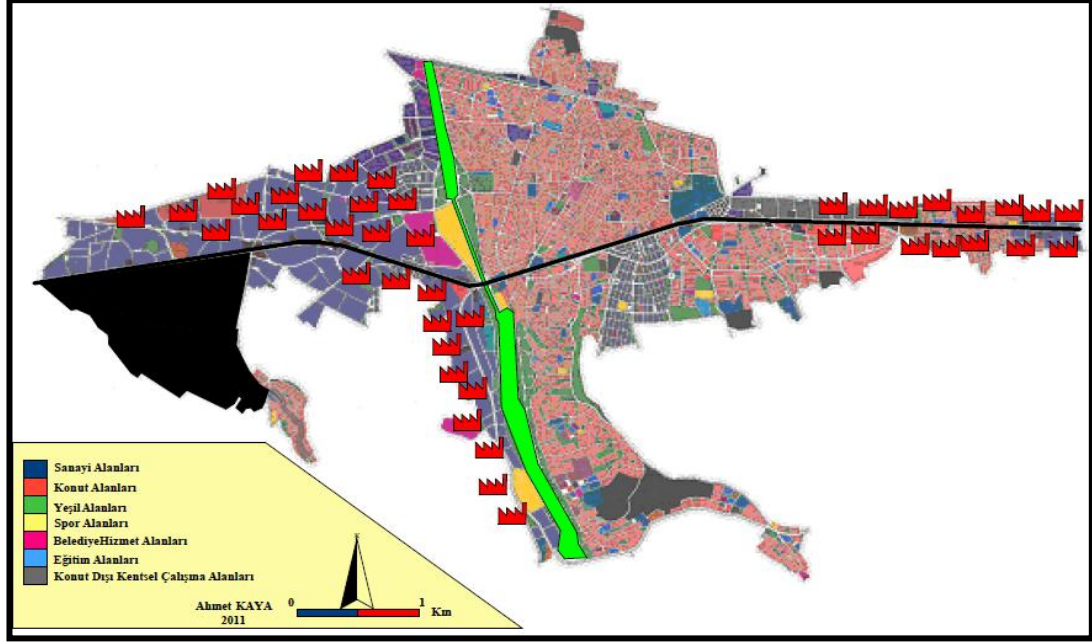 Sanayi Alanları
Konut Alanları
Yeşil Alanları
Spor Alanları
BelediyeHizmet Alanları
Eğitim Alanları
Konut Dışı Kentsel Çalışma Alanları
Ahmet KAYA
2011
0 1
Km